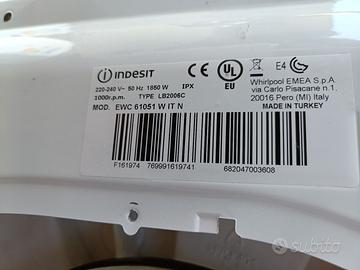 INDESIT
220-240 V~ 50 Hz 1850 W IPX
1000r.p.m. TYPE LB2006C
MOD. EWC 61051 W IT N
CE UL EU E4
Whirlpool EMEA S.p.A.
via Carlo Pisacane n.1,
20016 Pero (MI) Italy
MADE IN TURKEY
F161974 769991619741 682047003608
subito